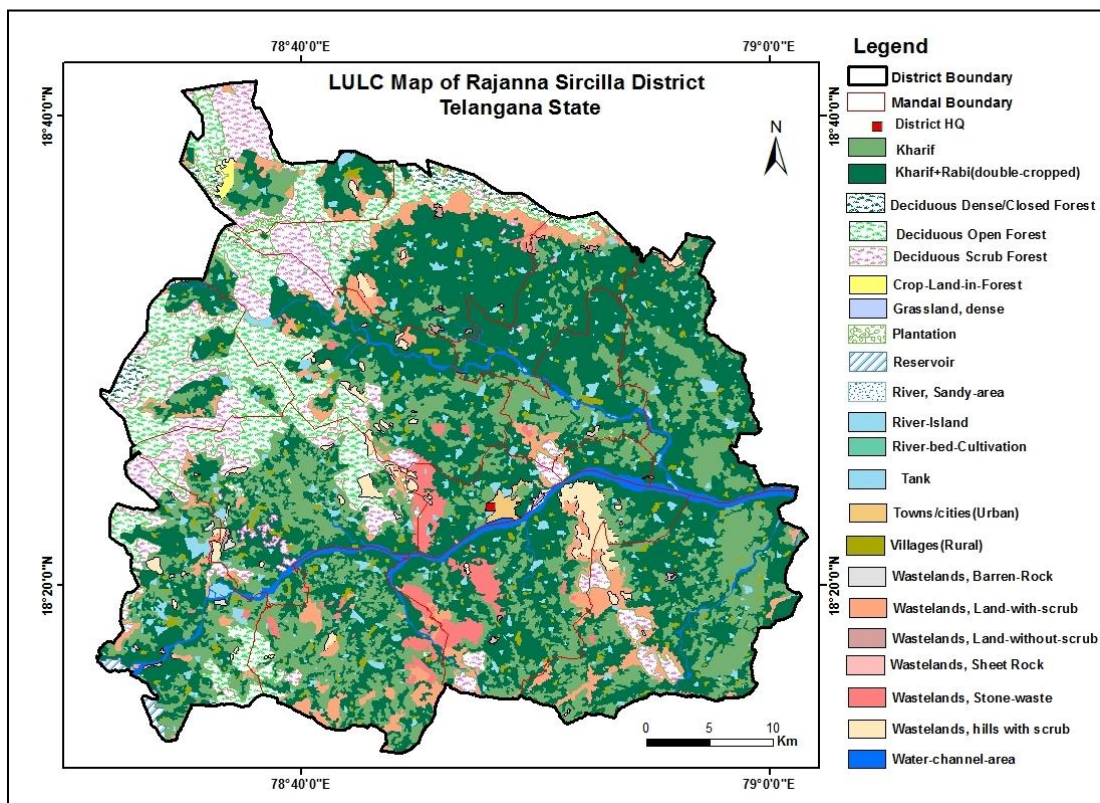 78°40'0"E
79°0'0"E
LULC Map of Rajanna Sircilla District
Telangana State
N
18°40'0"N
18°40'0"N
18°20'0"N
18°20'0"N
0 5 10
Km
78°40'0"E
79°0'0"E
Legend
District Boundary
Mandal Boundary
District HQ
Kharif
Kharif+Rabi(double-cropped)
Deciduous Dense/Closed Forest
Deciduous Open Forest
Deciduous Scrub Forest
Crop-Land-in-Forest
Grassland, dense
Plantation
Reservoir
River, Sandy-area
River-Island
River-bed-Cultivation
Tank
Towns/cities(Urban)
Villages(Rural)
Wastelands, Barren-Rock
Wastelands, Land-with-scrub
Wastelands, Land-without-scrub
Wastelands, Sheet Rock
Wastelands, Stone-waste
Wastelands, hills with scrub
Water-channel-area